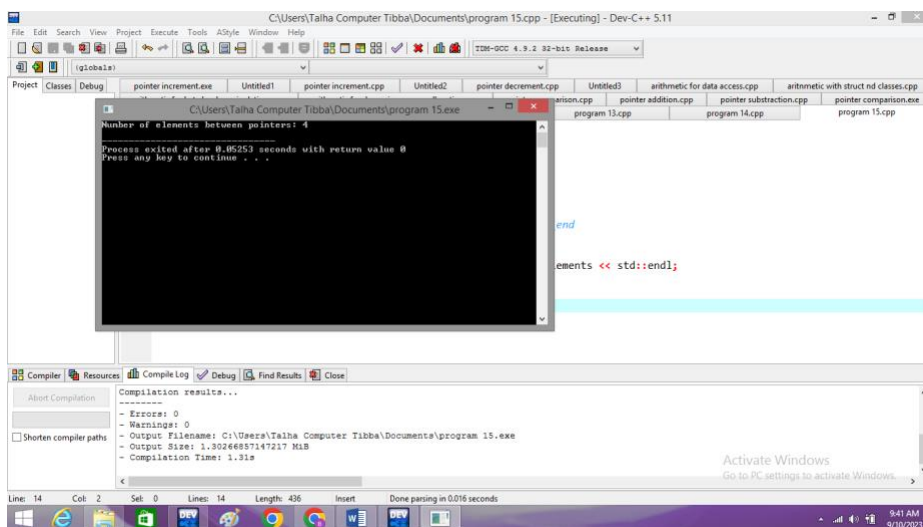 C:\Users\Talha Computer Tibba\Documents\program 15.cpp - [Executing] - Dev-C++ 5.11
File Edit Search View Project Execute Tools AStyle Window Help
TDM-GCC 4.9.2 32-bit Release
(globals)
Project Classes Debug
pointer increment.exe Untitled1 pointer increment.cpp Untitled2 pointer decrement.cpp Untitled3 arithmetic for data access.cpp aritnmetic with struct nd classes.cpp
arison.cpp pointer addition.cpp pointer substraction.cpp pointer comparison.exe
program 13.cpp program 14.cpp program 15.cpp
C:\Users\Talha Computer Tibba\Documents\program 15.exe
Number of elements between pointers: 4
--------------------------------
Process exited after 0.05253 seconds with return value 0
Press any key to continue . . .
end
ements << std::endl;
Compiler Resources Compile Log Debug Find Results Close
Abort Compilation
Shorten compiler paths
Compilation results...
--------
- Errors: 0
- Warnings: 0
- Output Filename: C:\Users\Talha Computer Tibba\Documents\program 15.exe
- Output Size: 1.30266857147217 MiB
- Compilation Time: 1.31s
Activate Windows
Go to PC settings to activate Windows.
Line: 14 Col: 2 Sel: 0 Lines: 14 Length: 436 Insert Done parsing in 0.016 seconds
DEV
DEV
9:41 AM
9/10/2023